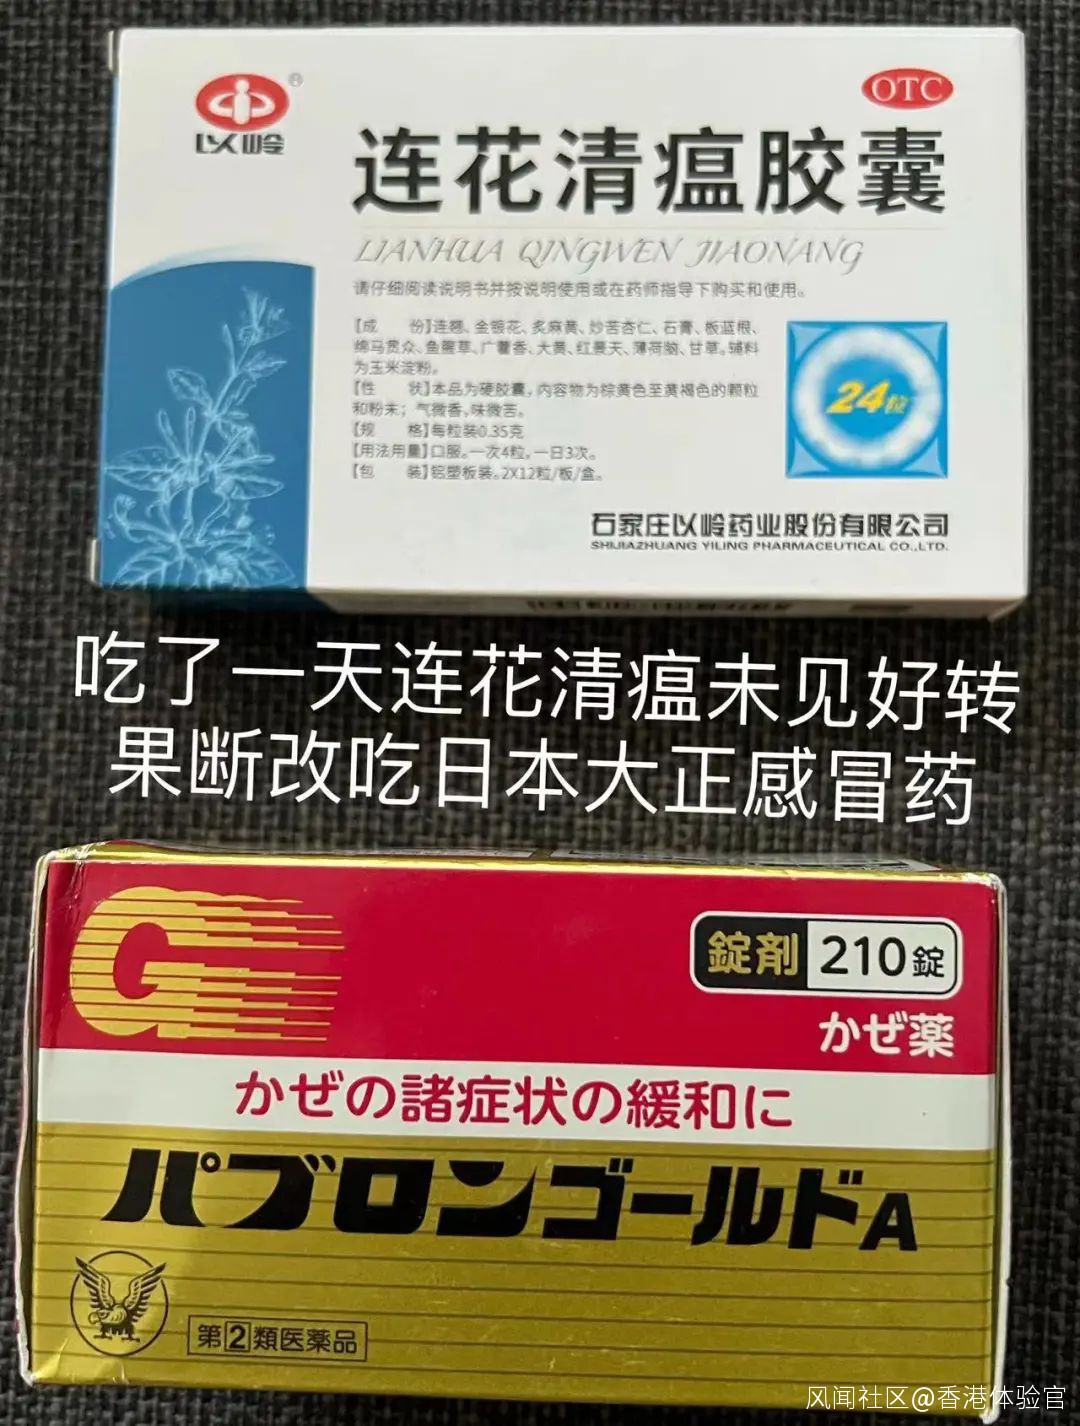 以岭
®
OTC
连花清瘟胶囊
LIANHUA QINGWEN JIAONANG
请仔细阅读说明书并按说明使用或在药师指导下购买和使用。
【成　　份】连翘、金银花、炙麻黄、炒苦杏仁、石膏、板蓝根、
绵马贯众、鱼腥草、广藿香、大黄、红景天、薄荷脑、甘草。辅料
为玉米淀粉。
【性　　状】本品为硬胶囊，内容物为棕黄色至黄褐色的颗粒
和粉末；气微香，味微苦。
【规　　格】每粒装0.35克
【用法用量】口服。一次4粒，一日3次。
【包　　装】铝塑板装。2X12粒/板/盒。
24粒
石家庄以岭药业股份有限公司
SHIJIAZHUANG YILING PHARMACEUTICAL CO.,LTD.
吃了一天连花清瘟未见好转
果断改吃日本大正感冒药
G
錠剤 210錠
かぜ薬
かぜの諸症状の緩和に
パブロンゴールドA
第2類医薬品
风闻社区@香港体验官